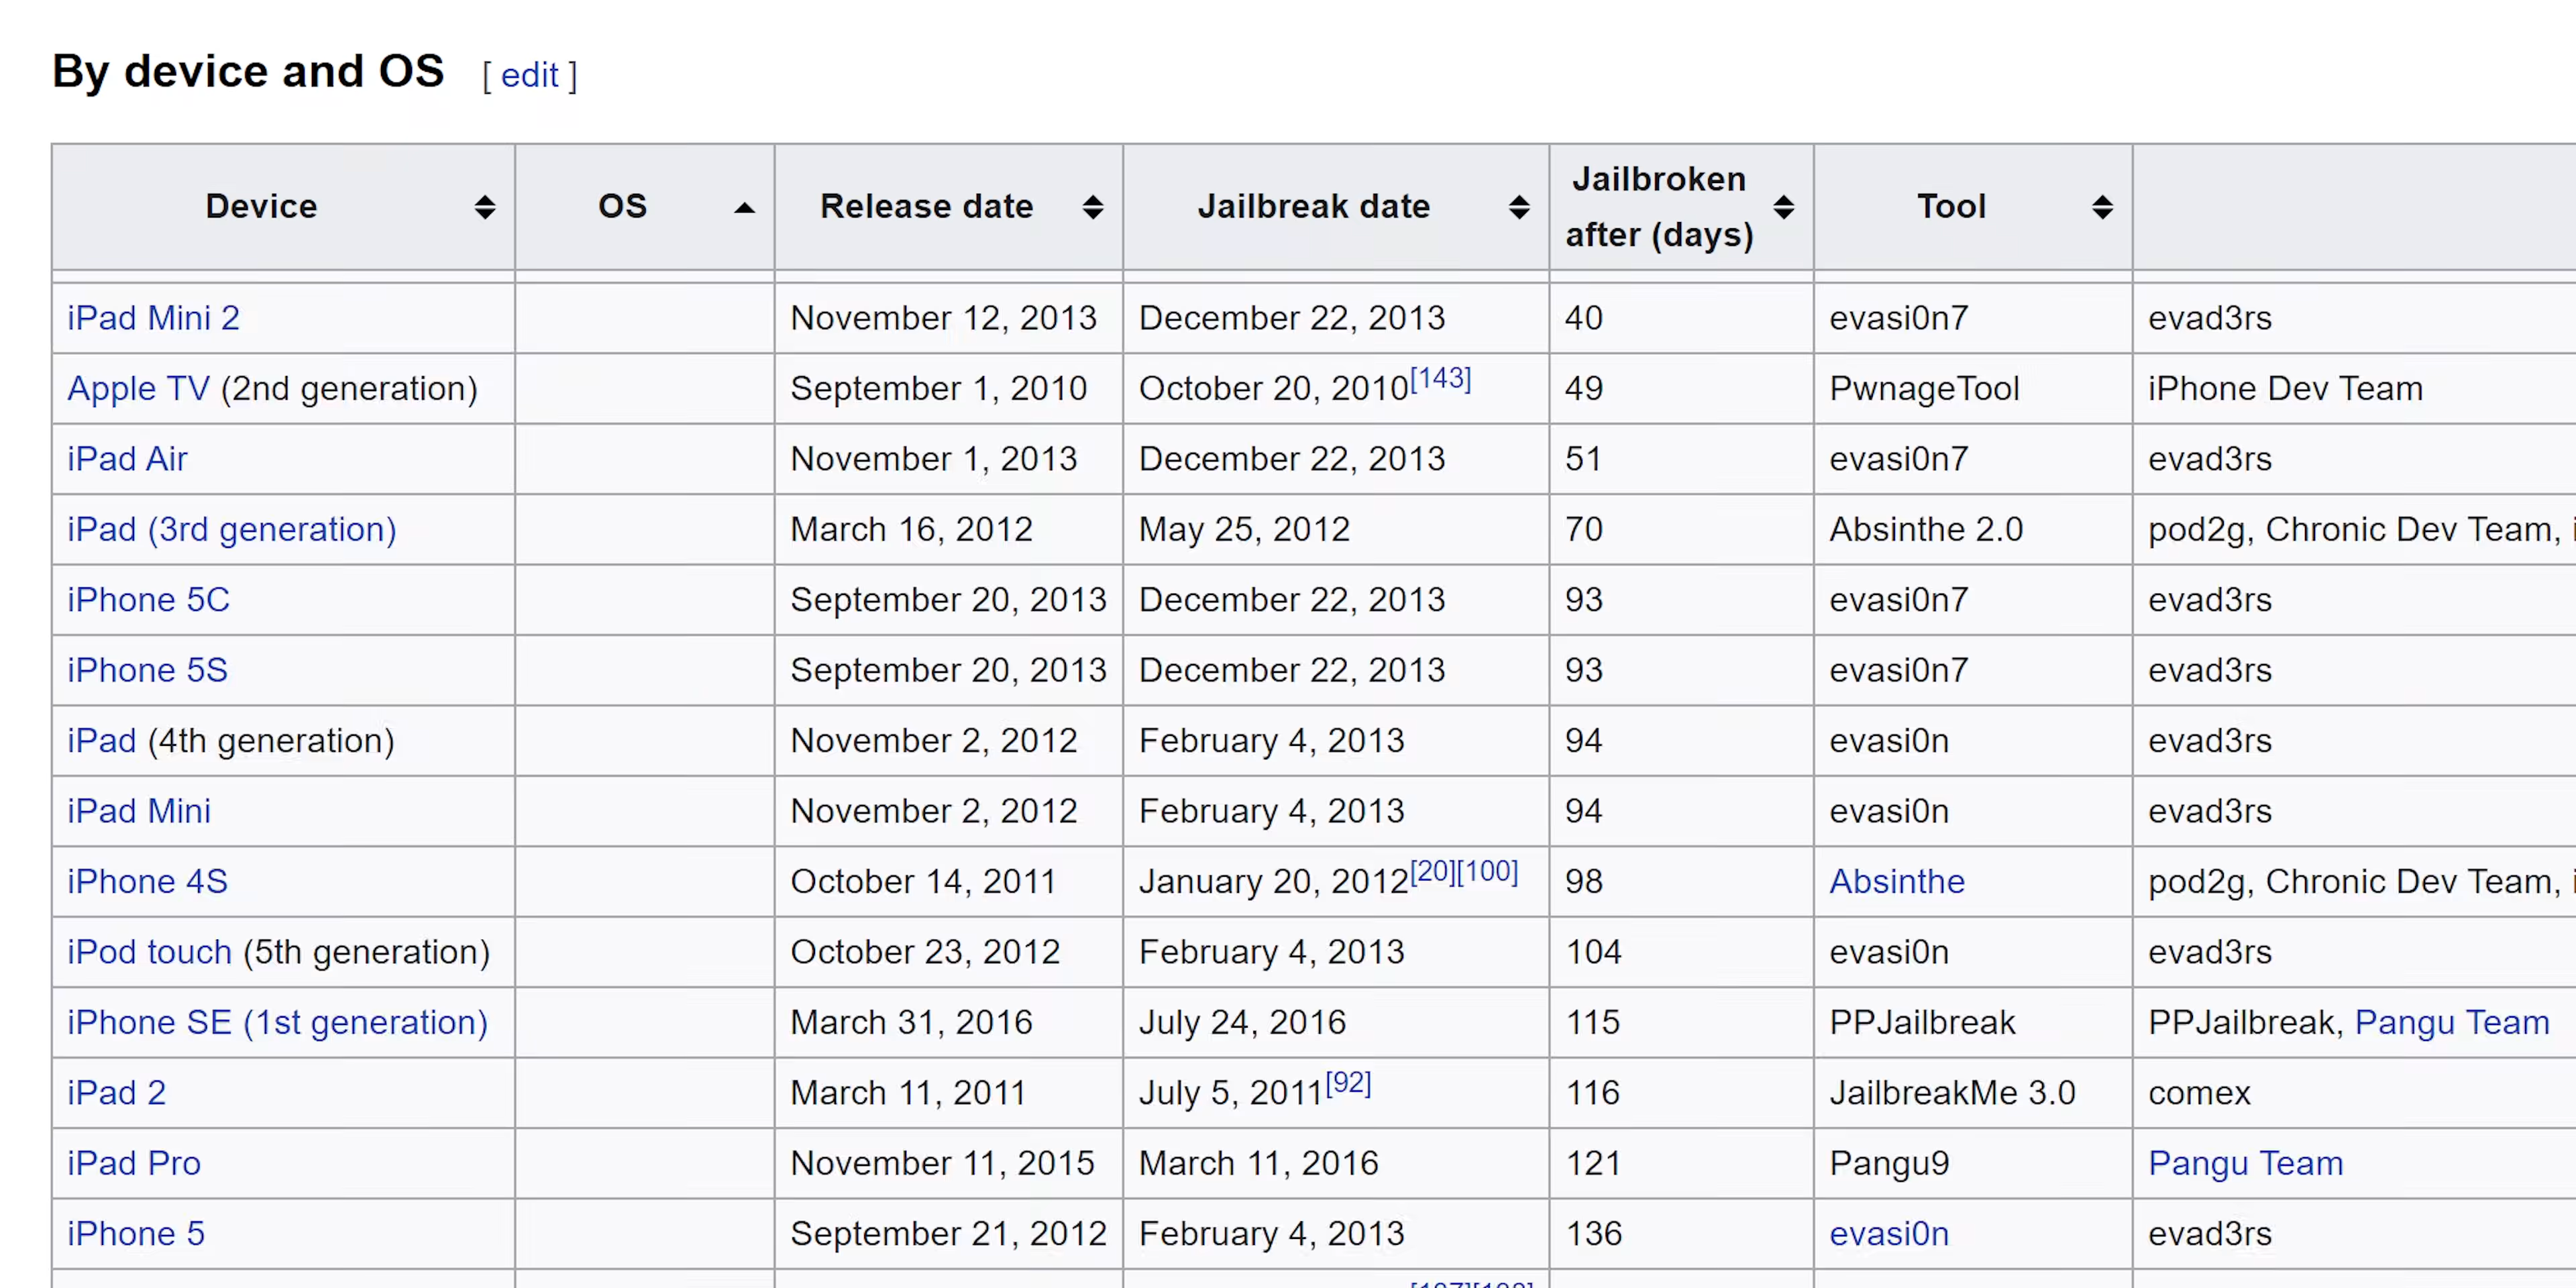 By device and OS [ edit ]
Device OS Release date Jailbreak date Jailbroken after (days) Tool
iPad Mini 2 November 12, 2013 December 22, 2013 40 evasi0n7 evad3rs
Apple TV (2nd generation) September 1, 2010 October 20, 2010[143] 49 PwnageTool iPhone Dev Team
iPad Air November 1, 2013 December 22, 2013 51 evasi0n7 evad3rs
iPad (3rd generation) March 16, 2012 May 25, 2012 70 Absinthe 2.0 pod2g, Chronic Dev Team,
iPhone 5C September 20, 2013 December 22, 2013 93 evasi0n7 evad3rs
iPhone 5S September 20, 2013 December 22, 2013 93 evasi0n7 evad3rs
iPad (4th generation) November 2, 2012 February 4, 2013 94 evasi0n evad3rs
iPad Mini November 2, 2012 February 4, 2013 94 evasi0n evad3rs
iPhone 4S October 14, 2011 January 20, 2012[20][100] 98 Absinthe pod2g, Chronic Dev Team,
iPod touch (5th generation) October 23, 2012 February 4, 2013 104 evasi0n evad3rs
iPhone SE (1st generation) March 31, 2016 July 24, 2016 115 PPJailbreak PPJailbreak, Pangu Team
iPad 2 March 11, 2011 July 5, 2011[92] 116 JailbreakMe 3.0 comex
iPad Pro November 11, 2015 March 11, 2016 121 Pangu9 Pangu Team
iPhone 5 September 21, 2012 February 4, 2013 136 evasi0n evad3rs